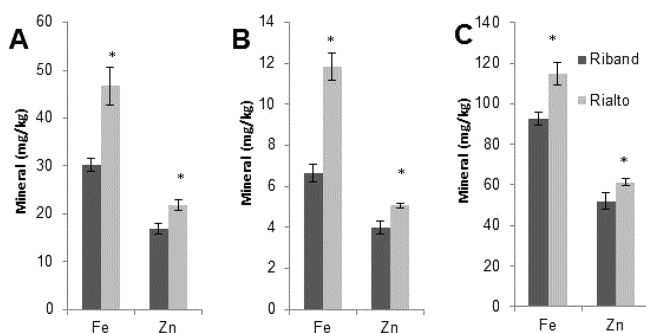 A
Mineral (mg/kg)
60
50
40
30
20
10
0
*
*
Fe Zn
B
Mineral (mg/kg)
14
12
10
8
6
4
2
0
*
*
Fe Zn
C
Mineral (mg/kg)
140
120
100
80
60
40
20
0
*
*
Riband
Rialto
Fe Zn